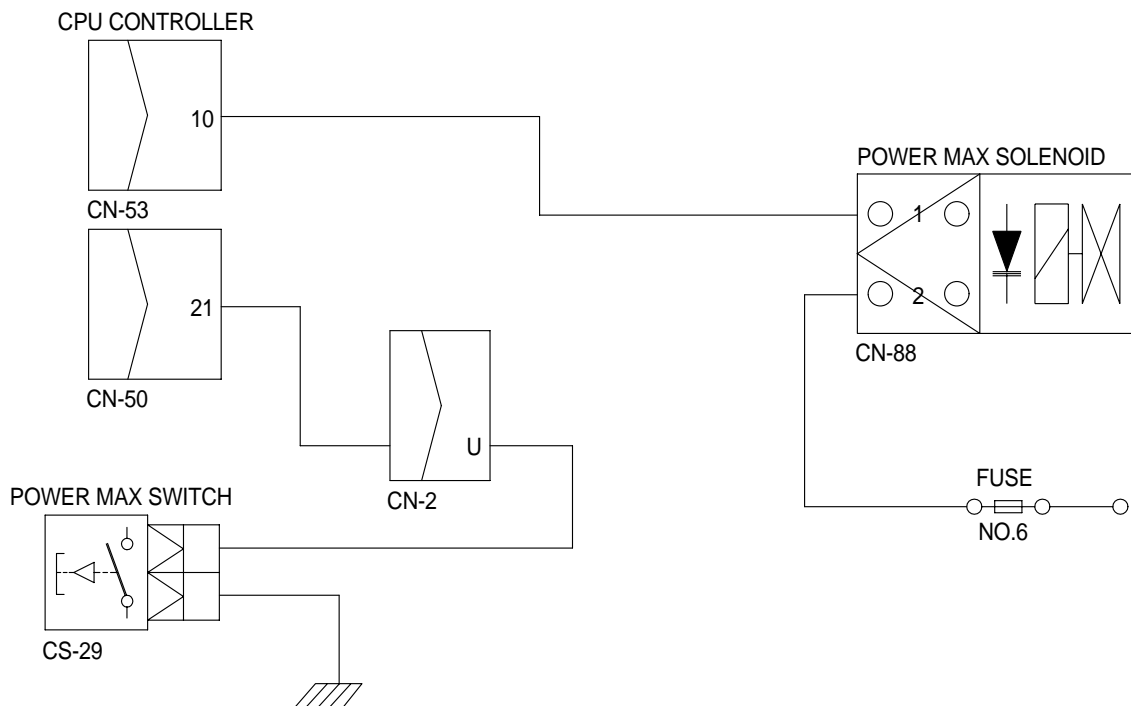 CPU CONTROLLER
10
CN-53
POWER MAX SOLENOID
1
2
CN-88
21
CN-50
U
CN-2
POWER MAX SWITCH
CS-29
FUSE
NO.6